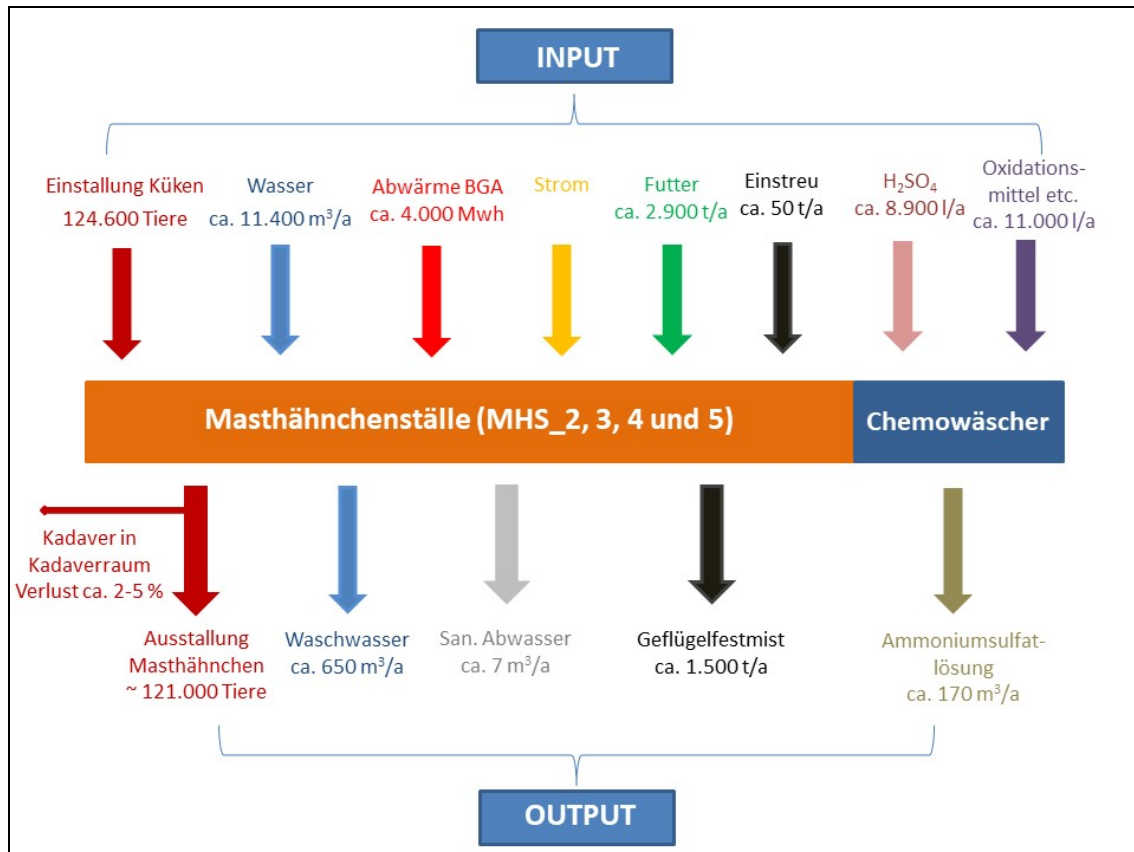 INPUT
Einstallung Küken
124.600 Tiere
Wasser
ca. 11.400 m³/a
Abwärme BGA
ca. 4.000 Mwh
Strom
Futter
ca. 2.900 t/a
Einstreu
ca. 50 t/a
H₂SO₄
ca. 8.900 l/a
Oxidations-
mittel etc.
ca. 11.000 l/a
Masthähnchenställe (MHS_2, 3, 4 und 5)
Chemowäscher
Kadaver in
Kadaverraum
Verlust ca. 2-5 %
Ausstallung
Masthähnchen
~ 121.000 Tiere
Waschwasser
ca. 650 m³/a
San. Abwasser
ca. 7 m³/a
Geflügelfestmist
ca. 1.500 t/a
Ammoniumsulfat-
lösung
ca. 170 m³/a
OUTPUT